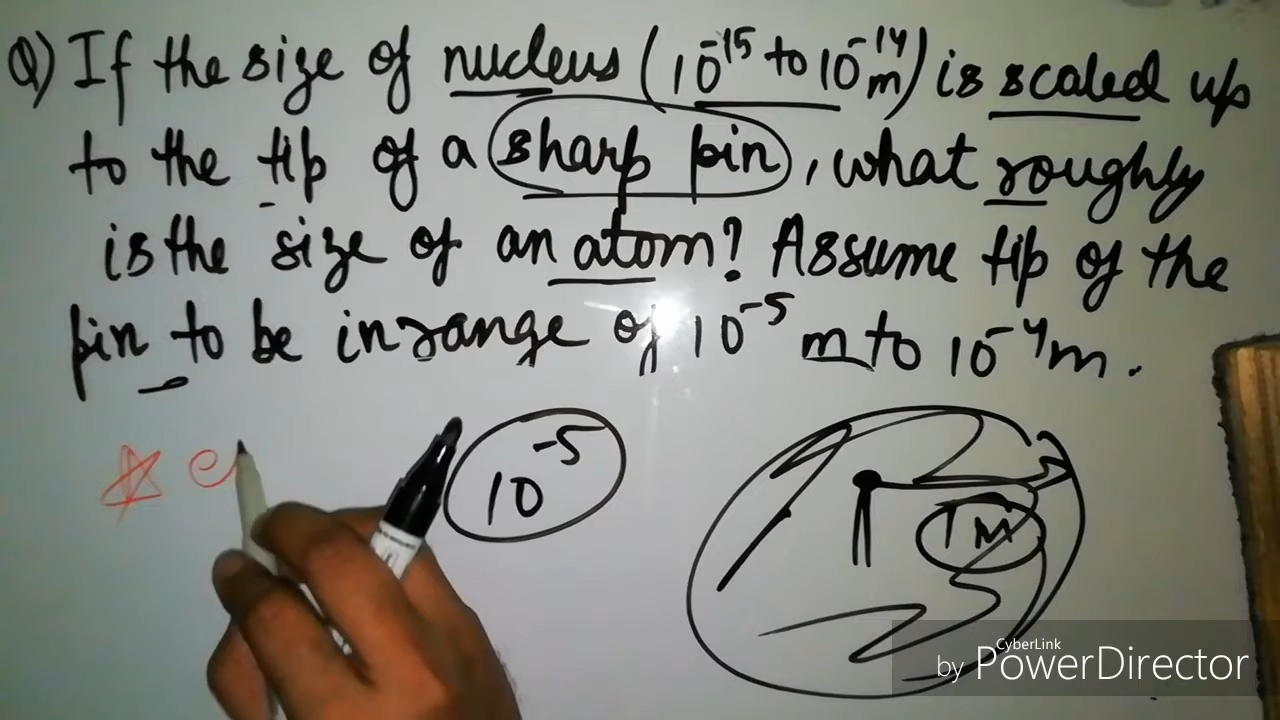 Q) If the size of nucleus (10⁻¹⁵ to 10⁻¹⁴ m) is scaled up
to the tip of a sharp pin, what roughly
is the size of an atom? Assume tip of the
pin to be in range of 10⁻⁵ m to 10⁻⁴ m.
10⁻⁵
1 m
CyberLink
by PowerDirector